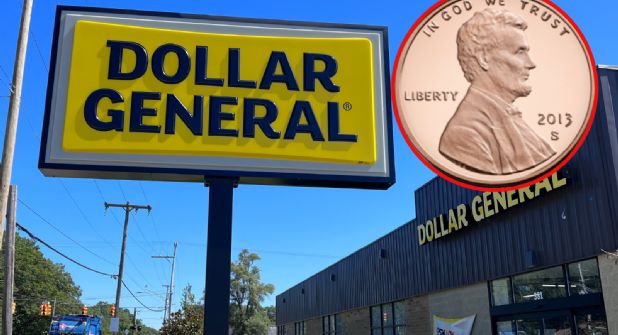 DOLLAR
GENERAL®
IN GOD WE TRUST
LIBERTY
2013
S
DOLLAR GENERAL